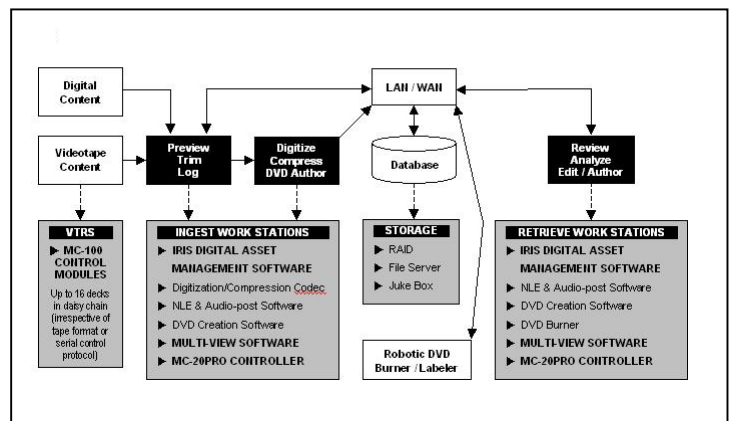 Digital
Content
LAN / WAN
Videotape
Content
Preview
Trim
Log
Digitize
Compress
DVD Author
Database
Review
Analyze
Edit / Author
VTRS
► MC-100
CONTROL
MODULES
Up to 16 decks
in daisy chain
(irrespective of
tape format or
serial control
protocol)
INGEST WORK STATIONS
► IRIS DIGITAL ASSET
MANAGEMENT SOFTWARE
► Digitization/Compression Codec
► NLE & Audio-post Software
► DVD Creation Software
► MULTI-VIEW SOFTWARE
► MC-20PRO CONTROLLER
STORAGE
► RAID
► File Server
► Juke Box
Robotic DVD
Burner / Labeler
RETRIEVE WORK STATIONS
► IRIS DIGITAL ASSET
MANAGEMENT SOFTWARE
► NLE & Audio-post Software
► DVD Creation Software
► DVD Burner
► MULTI-VIEW SOFTWARE
► MC-20PRO CONTROLLER